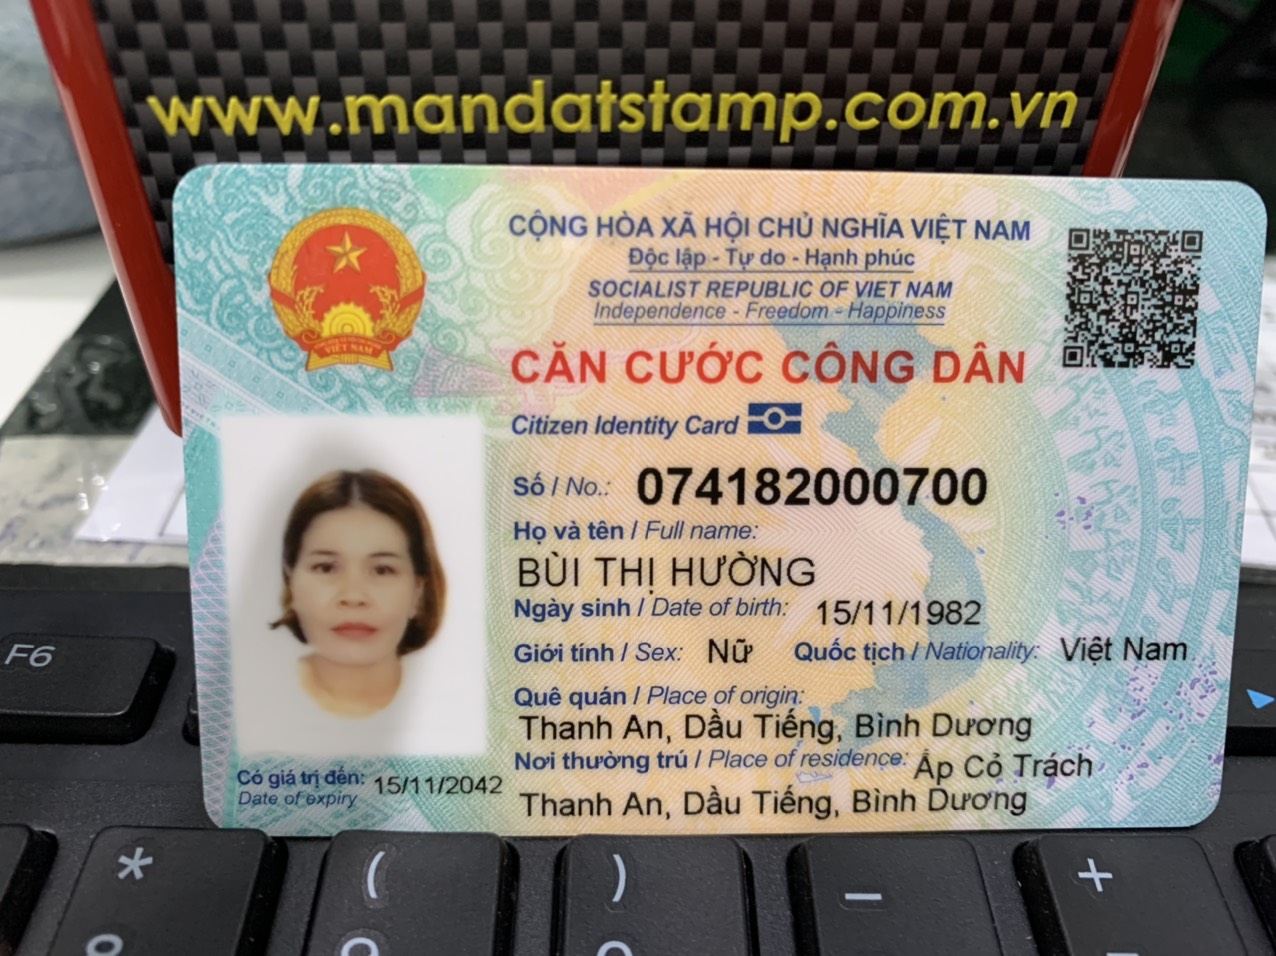 www.mandatstamp.com.vn
CỘNG HÒA XÃ HỘI CHỦ NGHĨA VIỆT NAM
Độc lập - Tự do - Hạnh phúc
SOCIALIST REPUBLIC OF VIET NAM
Independence - Freedom - Happiness
CĂN CƯỚC CÔNG DÂN
Citizen Identity Card
Số / No.: 074182000700
Họ và tên / Full name:
BÙI THỊ HƯỜNG
Ngày sinh / Date of birth: 15/11/1982
Giới tính / Sex: Nữ Quốc tịch / Nationality: Việt Nam
Quê quán / Place of origin:
Thanh An, Dầu Tiếng, Bình Dương
Nơi thường trú / Place of residence: Ấp Cỏ Trách
Thanh An, Dầu Tiếng, Bình Dương
Có giá trị đến: 15/11/2042
Date of expiry
VIỆT NAM
F6
* ( ) − +